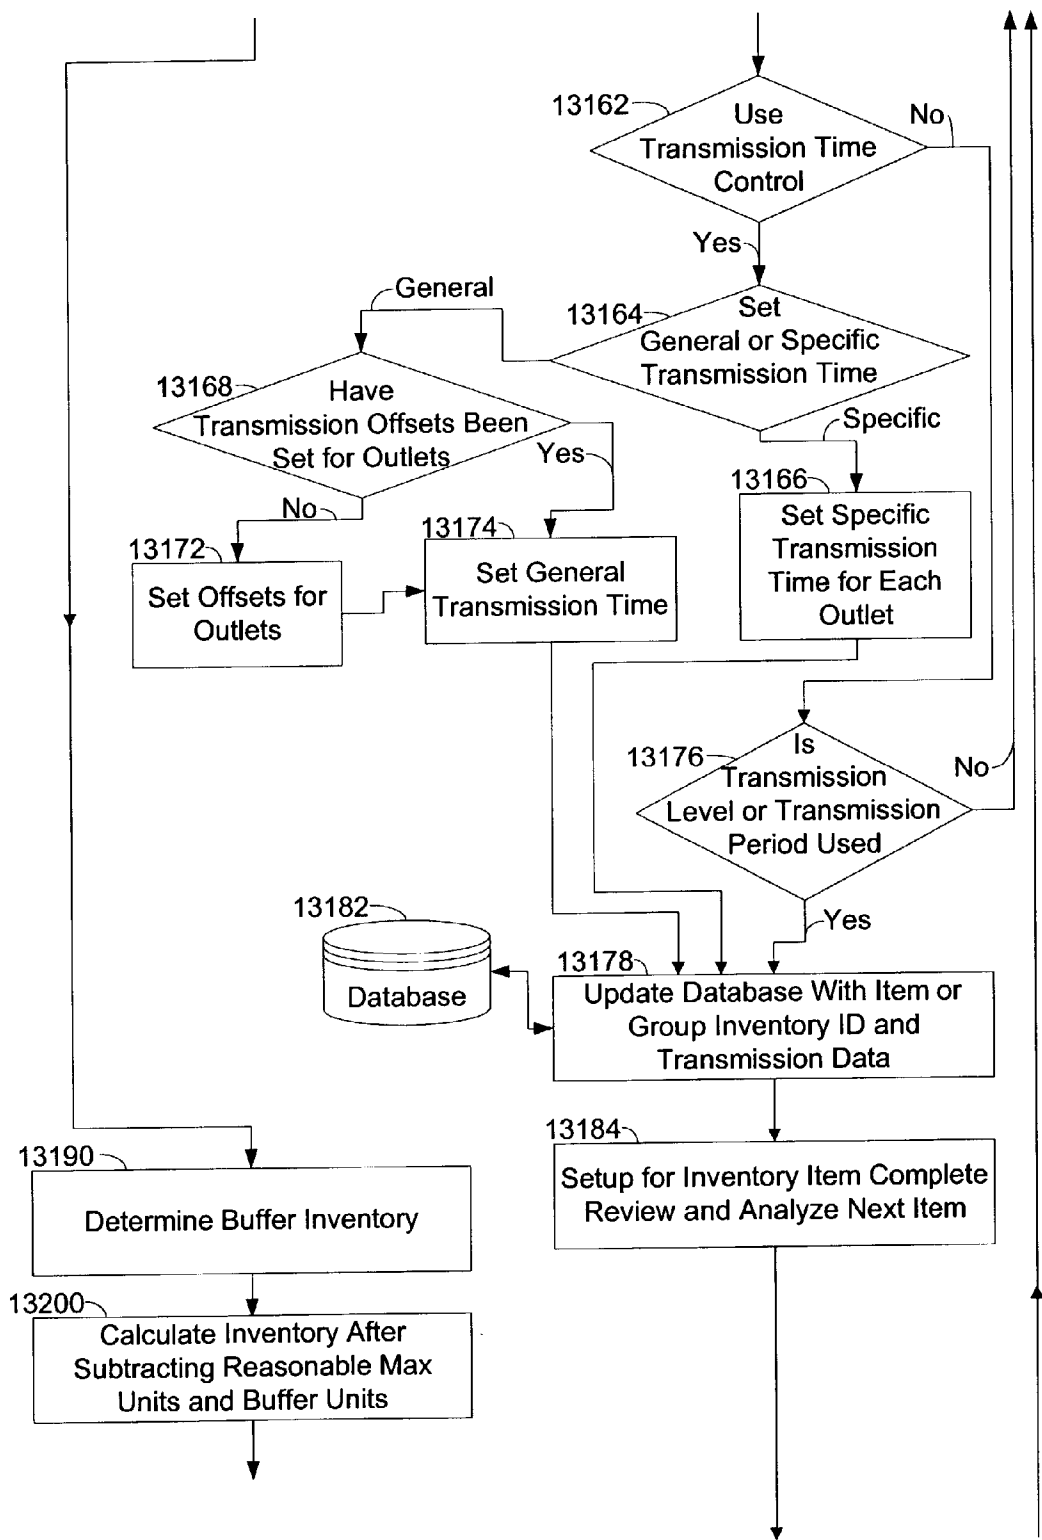 13162
Use
Transmission Time
Control
No
Yes
General
13164
Set
General or Specific
Transmission Time
13168
Have
Transmission Offsets Been
Set for Outlets
Specific
Yes
No
13166
Set Specific
Transmission
Time for Each
Outlet
13172
Set Offsets for
Outlets
13174
Set General
Transmission Time
13176
Is
Transmission
Level or Transmission
Period Used
No
Yes
13182
Database
13178
Update Database With Item or
Group Inventory ID and
Transmission Data
13184
Setup for Inventory Item Complete
Review and Analyze Next Item
13190
Determine Buffer Inventory
13200
Calculate Inventory After
Subtracting Reasonable Max
Units and Buffer Units